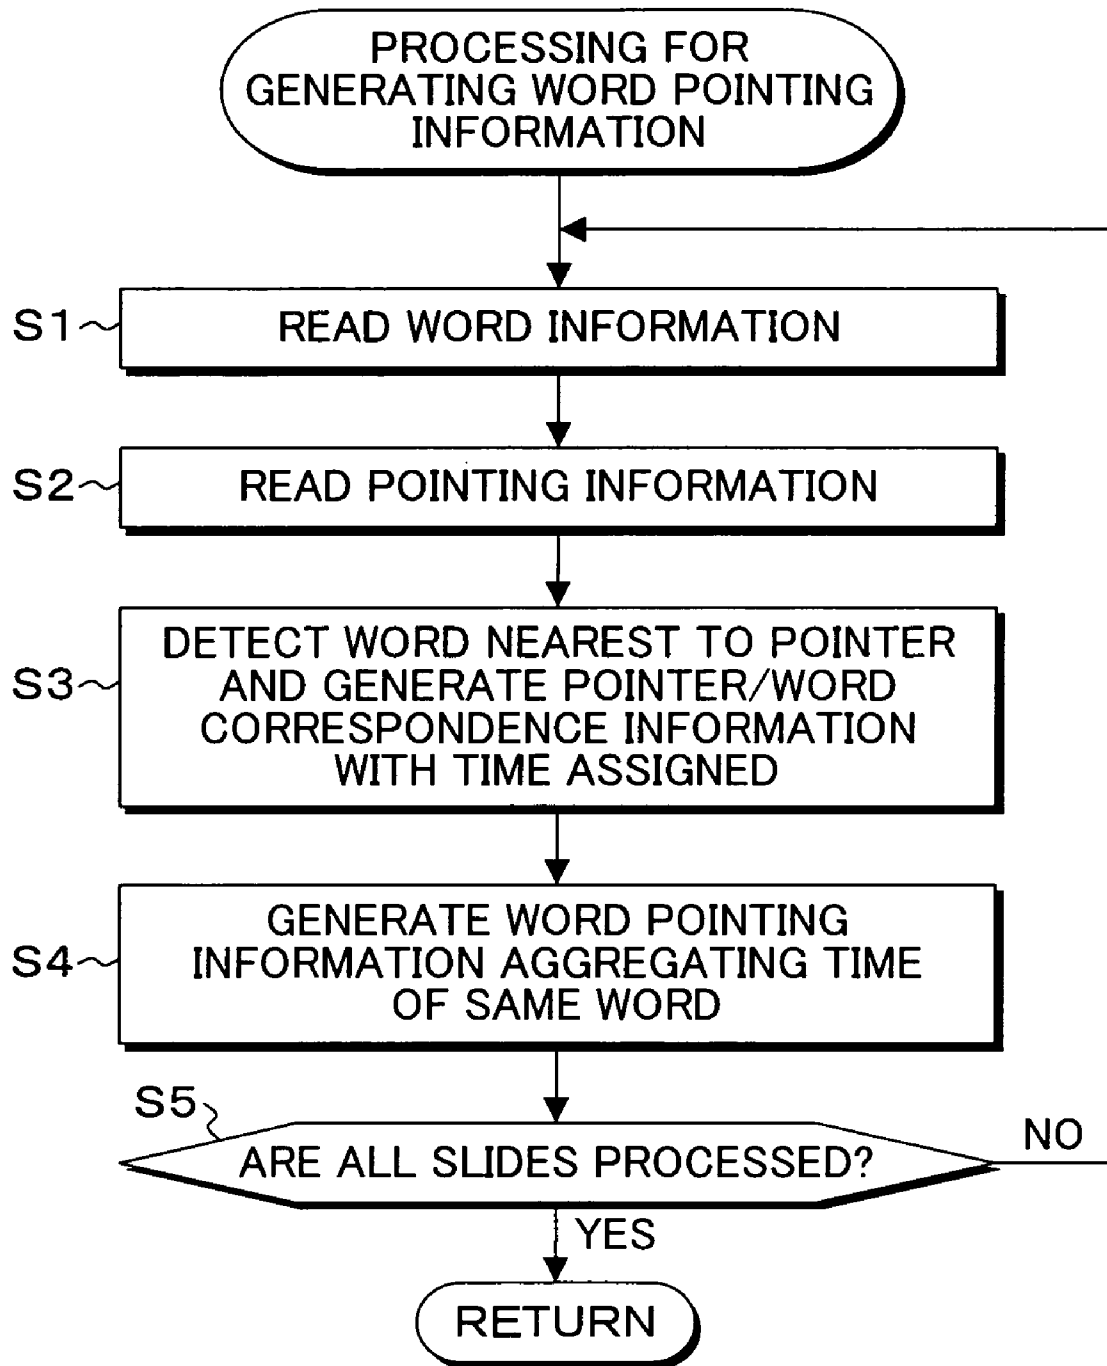 PROCESSING FOR
GENERATING WORD POINTING
INFORMATION
S1
READ WORD INFORMATION
S2
READ POINTING INFORMATION
S3
DETECT WORD NEAREST TO POINTER
AND GENERATE POINTER/WORD
CORRESPONDENCE INFORMATION
WITH TIME ASSIGNED
S4
GENERATE WORD POINTING
INFORMATION AGGREGATING TIME
OF SAME WORD
S5
ARE ALL SLIDES PROCESSED?
NO
YES
RETURN